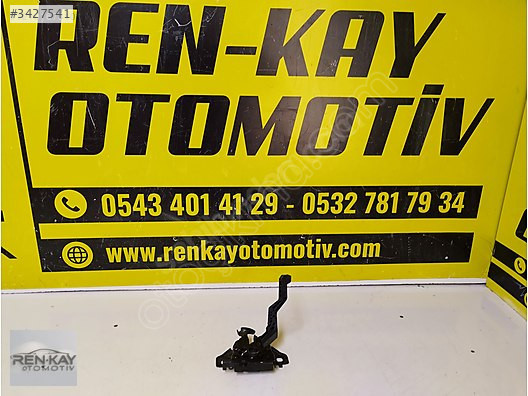 #3427541
REN-KAY
OTOMOTİV
0543 401 41 29 - 0532 781 79 34
www.renkayotomotiv.com
REN-KAY
OTOMOTİV